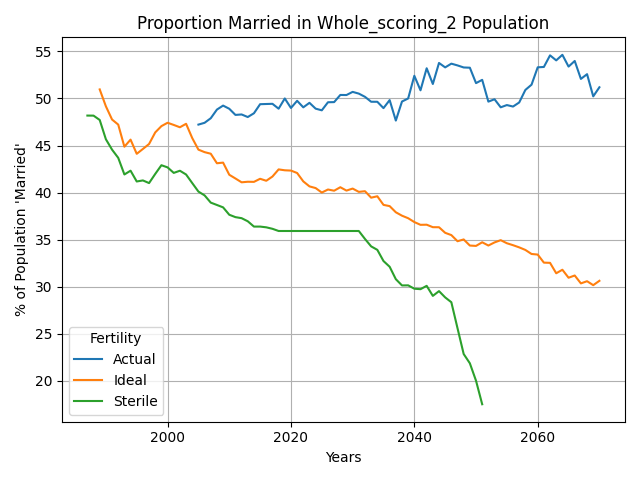 Proportion Married in Whole_scoring_2 Population
% of Population 'Married'
55
50
45
40
35
30
25
20
Fertility
Actual
Ideal
Sterile
2000 2020 2040 2060
Years